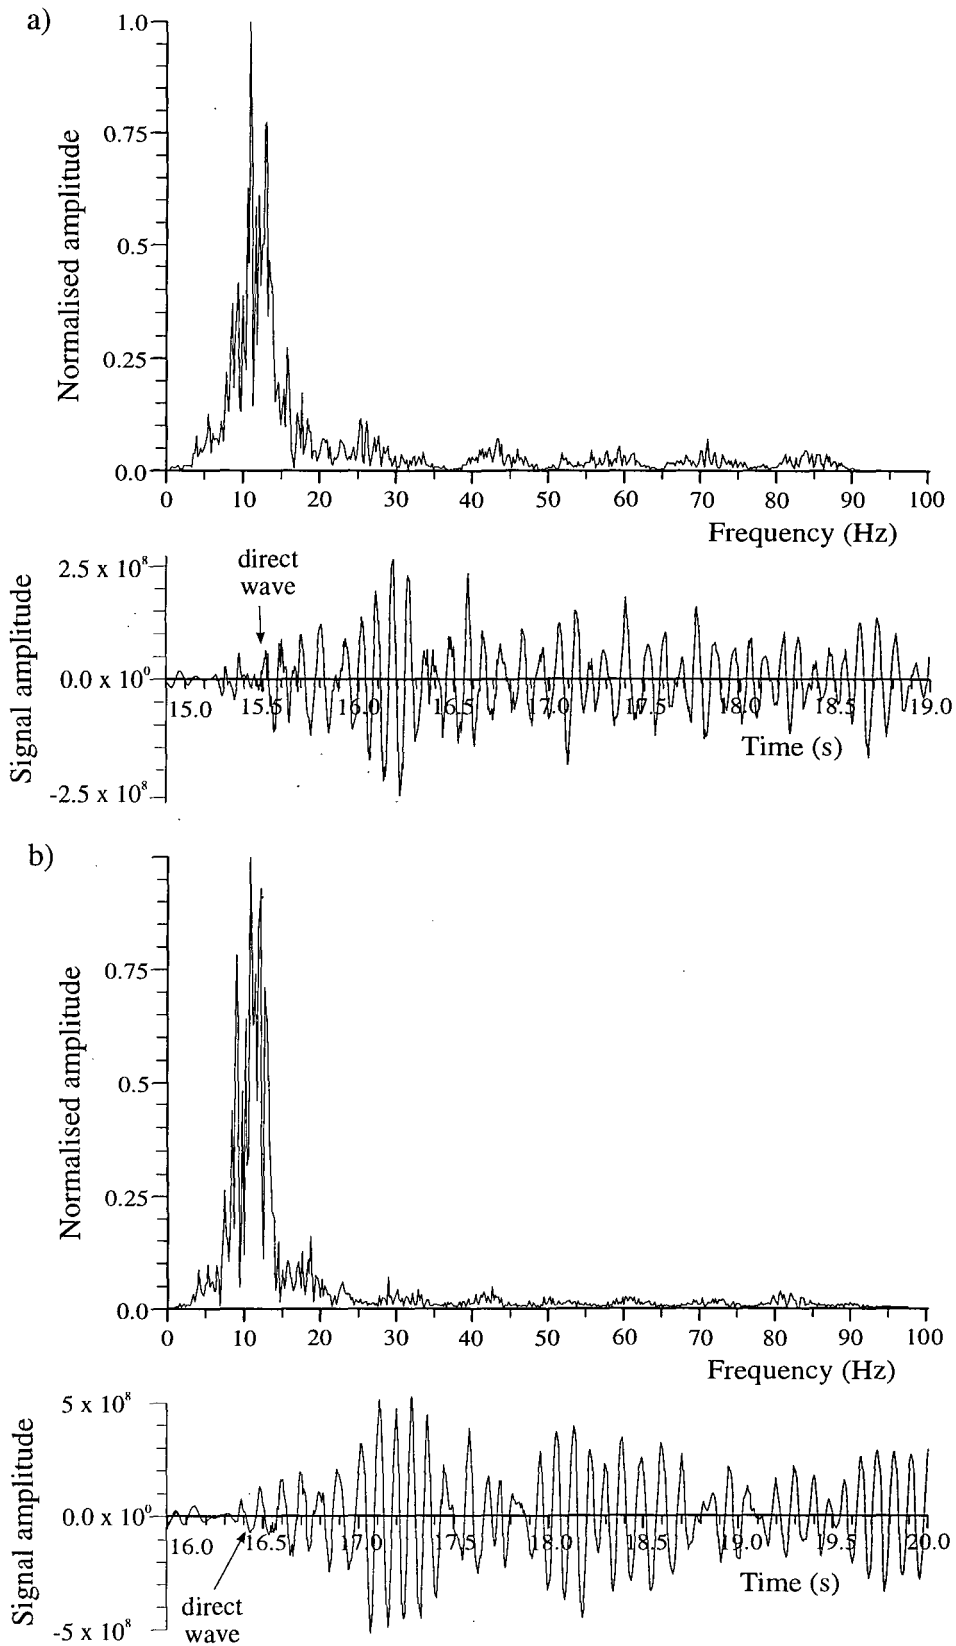 a)
1.0
0.75
0.5
0.25
0.0
Normalised amplitude
0 10 20 30 40 50 60 70 80 90 100
Frequency (Hz)
direct
wave
2.5 x 10⁸
0.0 x 10⁰
-2.5 x 10⁸
Signal amplitude
15.0 15.5 16.0 16.5 17.0 17.5 18.0 18.5 19.0
Time (s)
b)
0.75
0.5
0.25
0.0
Normalised amplitude
0 10 20 30 40 50 60 70 80 90 100
Frequency (Hz)
5 x 10⁸
0.0 x 10⁰
-5 x 10⁸
Signal amplitude
16.0 16.5 17.0 17.5 18.0 18.5 19.0 19.5 20.0
Time (s)
direct
wave